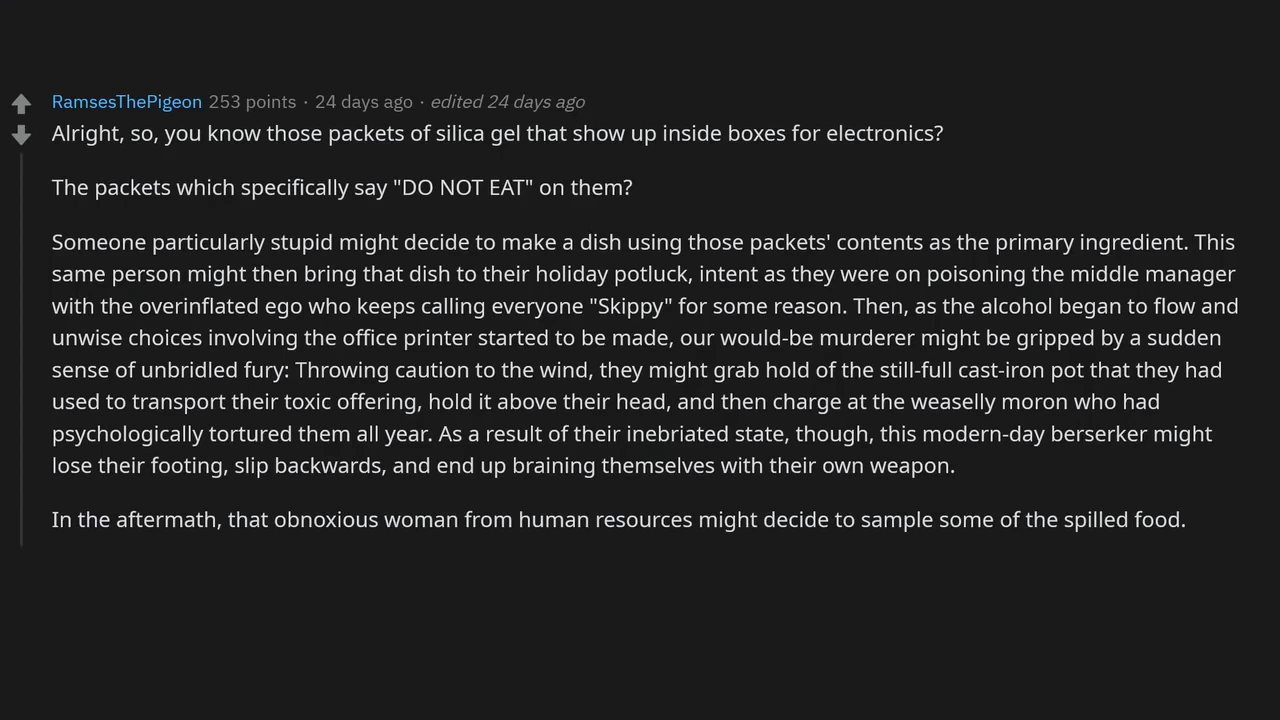 RamsesThePigeon 253 points · 24 days ago · edited 24 days ago
Alright, so, you know those packets of silica gel that show up inside boxes for electronics?
The packets which specifically say "DO NOT EAT" on them?
Someone particularly stupid might decide to make a dish using those packets' contents as the primary ingredient. This
same person might then bring that dish to their holiday potluck, intent as they were on poisoning the middle manager
with the overinflated ego who keeps calling everyone "Skippy" for some reason. Then, as the alcohol began to flow and
unwise choices involving the office printer started to be made, our would-be murderer might be gripped by a sudden
sense of unbridled fury: Throwing caution to the wind, they might grab hold of the still-full cast-iron pot that they had
used to transport their toxic offering, hold it above their head, and then charge at the weaselly moron who had
psychologically tortured them all year. As a result of their inebriated state, though, this modern-day berserker might
lose their footing, slip backwards, and end up braining themselves with their own weapon.
In the aftermath, that obnoxious woman from human resources might decide to sample some of the spilled food.